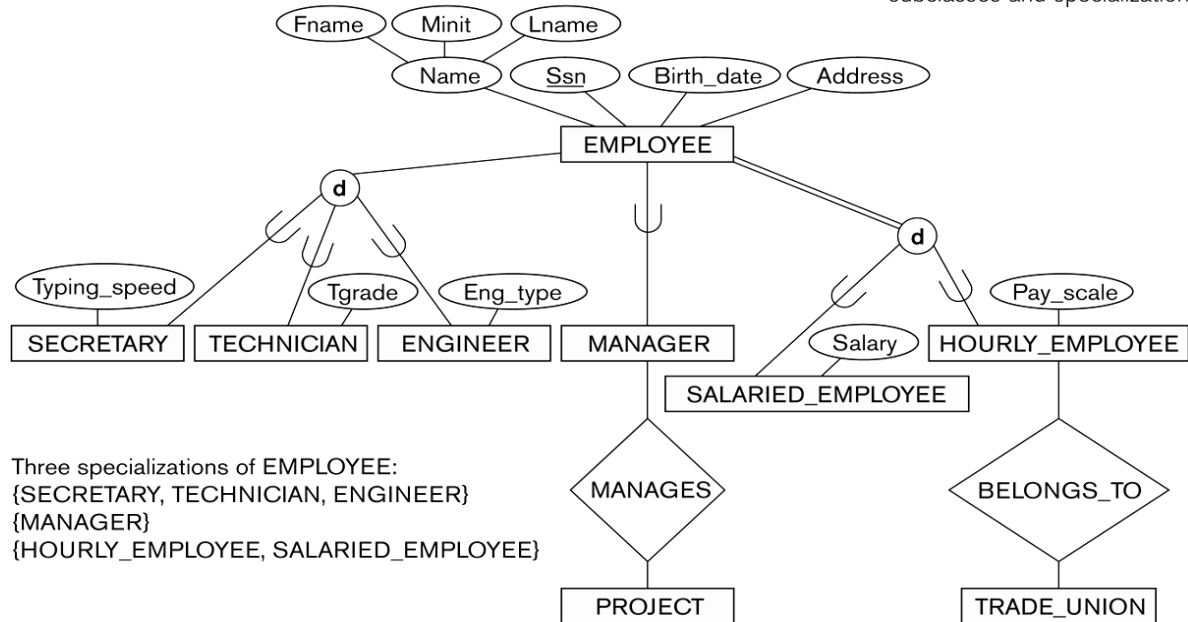 subclasses and specialization
Fname Minit Lname
Name Ssn Birth_date Address
EMPLOYEE
d
d
Typing_speed Tgrade Eng_type Pay_scale
SECRETARY TECHNICIAN ENGINEER MANAGER Salary HOURLY_EMPLOYEE
SALARIED_EMPLOYEE
Three specializations of EMPLOYEE:
{SECRETARY, TECHNICIAN, ENGINEER}
{MANAGER}
{HOURLY_EMPLOYEE, SALARIED_EMPLOYEE}
MANAGES BELONGS_TO
PROJECT TRADE_UNION